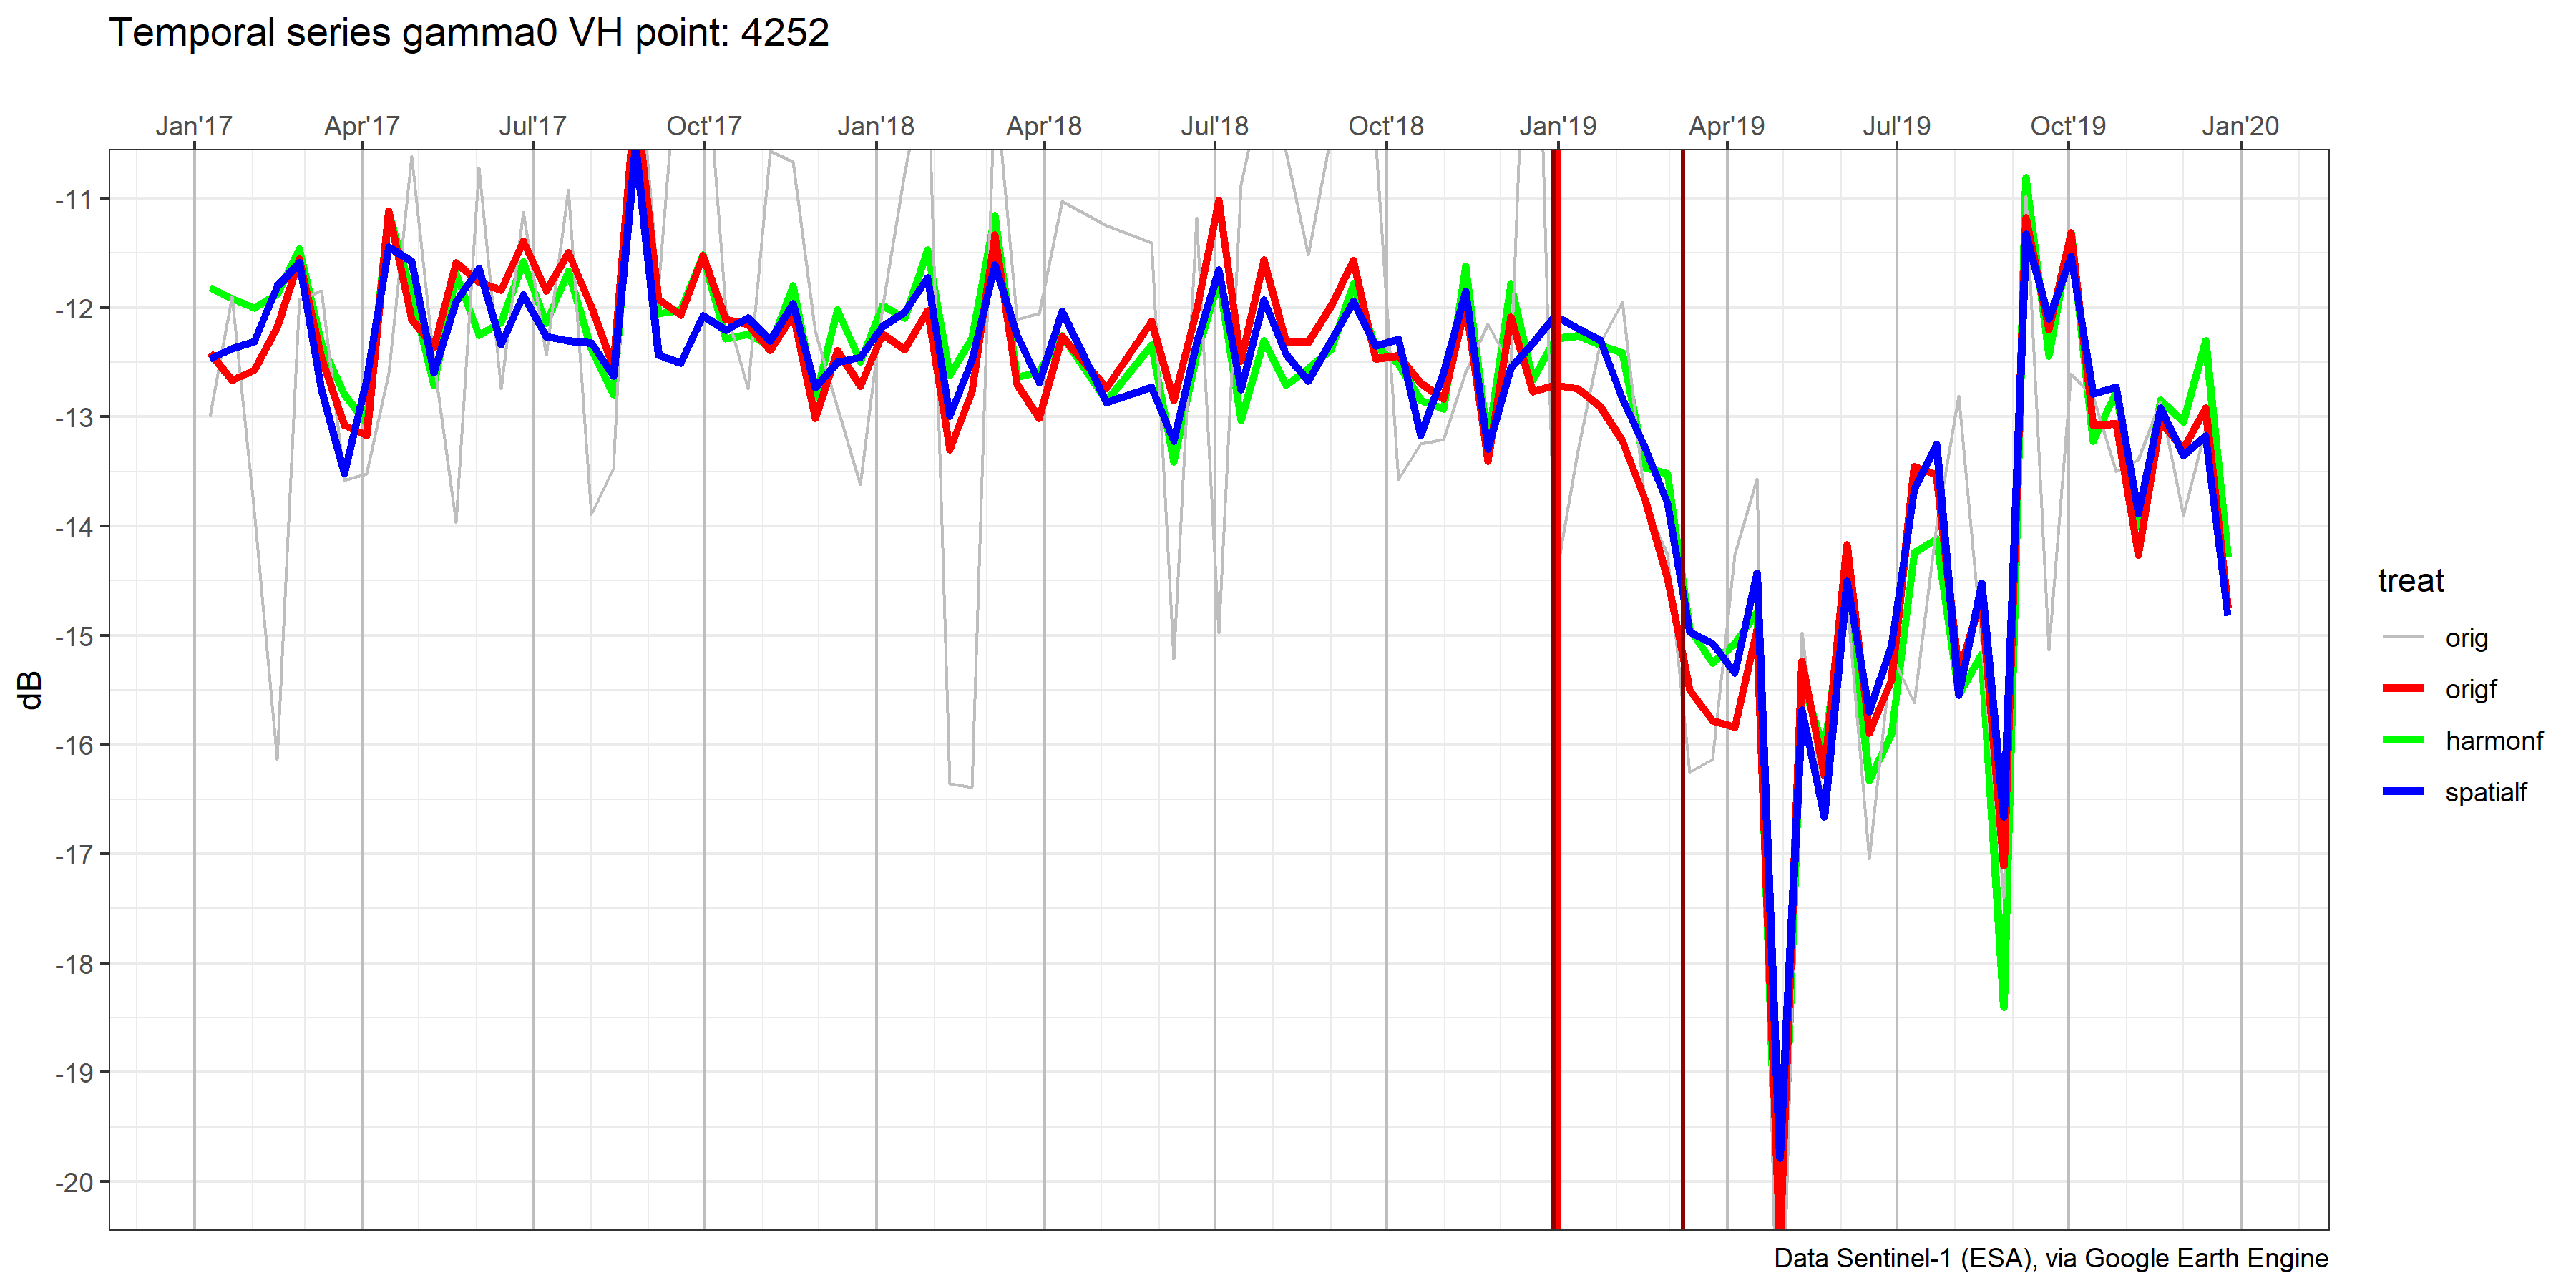 Temporal series gamma0 VH point: 4252
Jan'17 Apr'17 Jul'17 Oct'17 Jan'18 Apr'18 Jul'18 Oct'18 Jan'19 Apr'19 Jul'19 Oct'19 Jan'20
-11
-12
-13
-14
-15
-16
-17
-18
-19
-20
dB
treat
orig
origf
harmonf
spatialf
Data Sentinel-1 (ESA), via Google Earth Engine